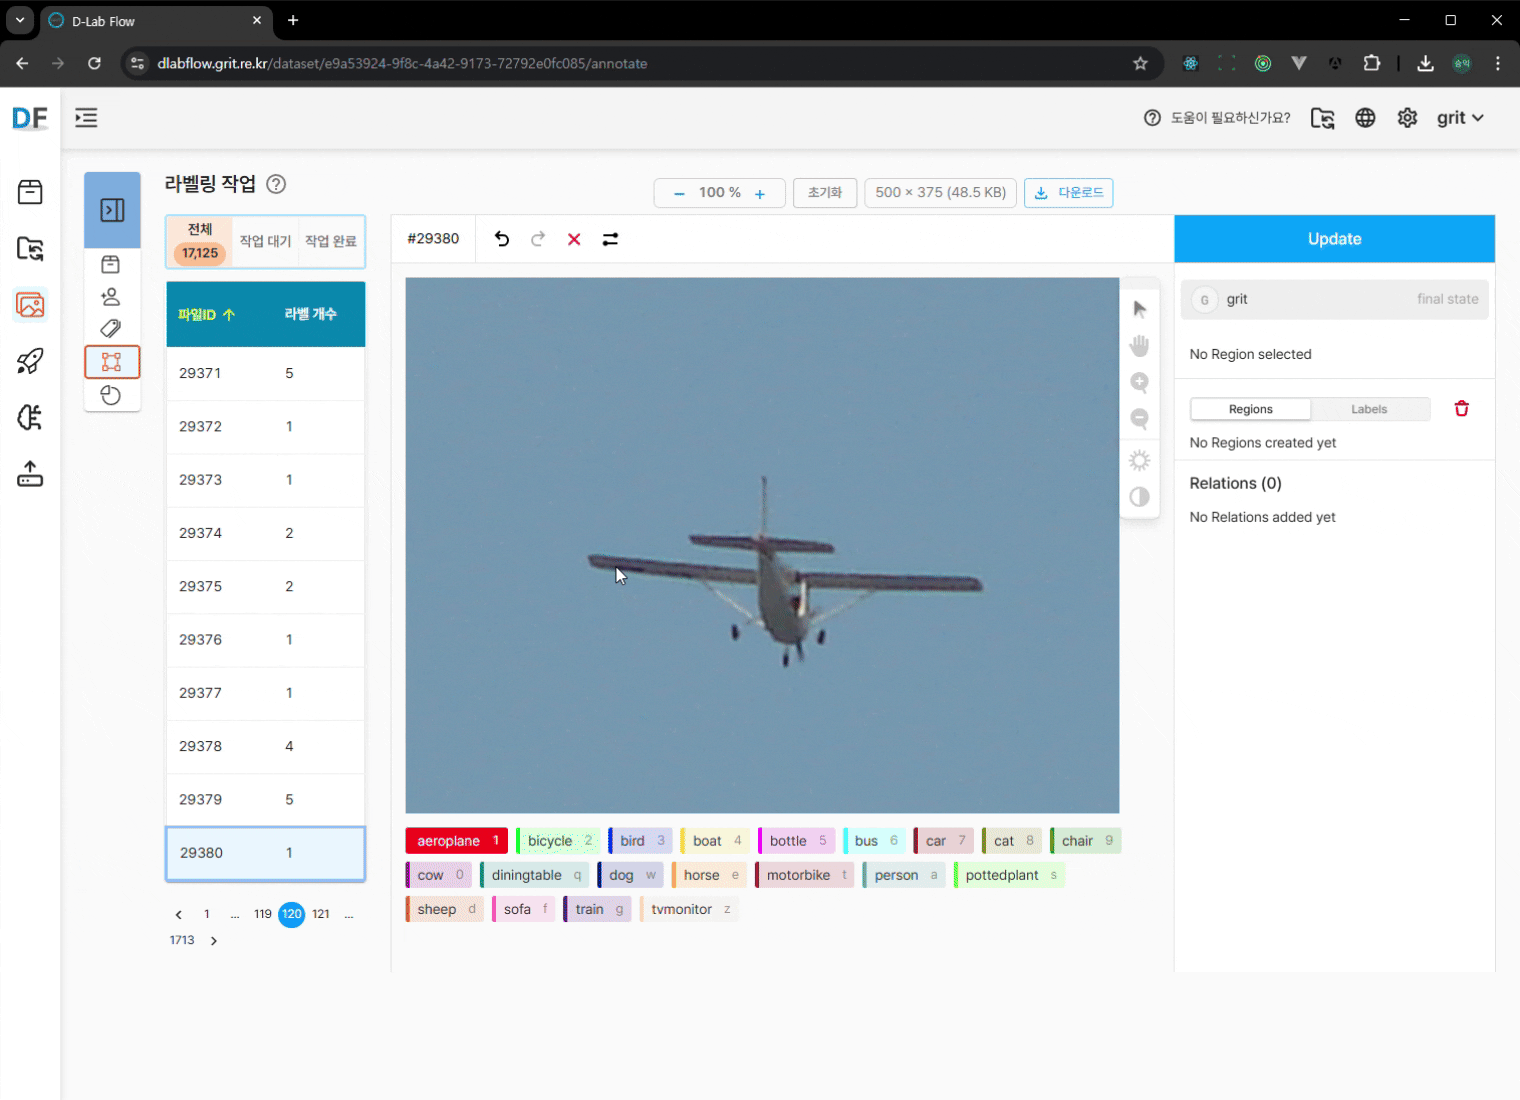 D-Lab Flow
dlabflow.grit.re.kr/dataset/e9a53924-9f8c-4a42-9173-72792e0fc085/annotate
승익
DF
도움이 필요하신가요?
grit
라벨링 작업
100 %
초기화
500 × 375 (48.5 KB)
다운로드
전체
17,125
작업 대기
작업 완료
#29380
Update
G grit final state
No Region selected
Regions Labels
No Regions created yet
Relations (0)
No Relations added yet
파일ID 라벨 개수
29371 5
29372 1
29373 1
29374 2
29375 2
29376 1
29377 1
29378 4
29379 5
29380 1
1 ... 119 120 121 ...
1713
aeroplane 1 bicycle 2 bird 3 boat 4 bottle 5 bus 6 car 7 cat 8 chair 9
cow 0 diningtable q dog w horse e motorbike t person a pottedplant s
sheep d sofa f train g tvmonitor z